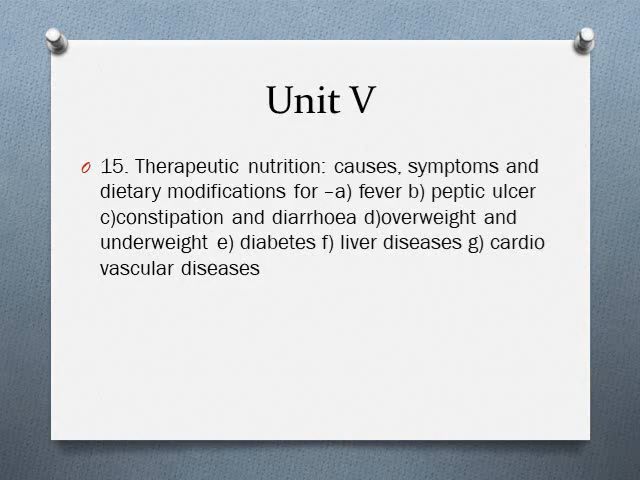 Unit V
15. Therapeutic nutrition: causes, symptoms and
dietary modifications for –a) fever b) peptic ulcer
c)constipation and diarrhoea d)overweight and
underweight e) diabetes f) liver diseases g) cardio
vascular diseases